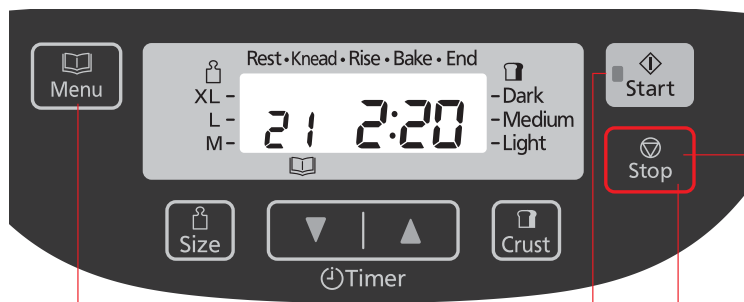 Menu
Rest • Knead • Rise • Bake • End
XL –
L –
M –
21 2:20
– Dark
– Medium
– Light
Start
Stop
Size
Crust
Timer